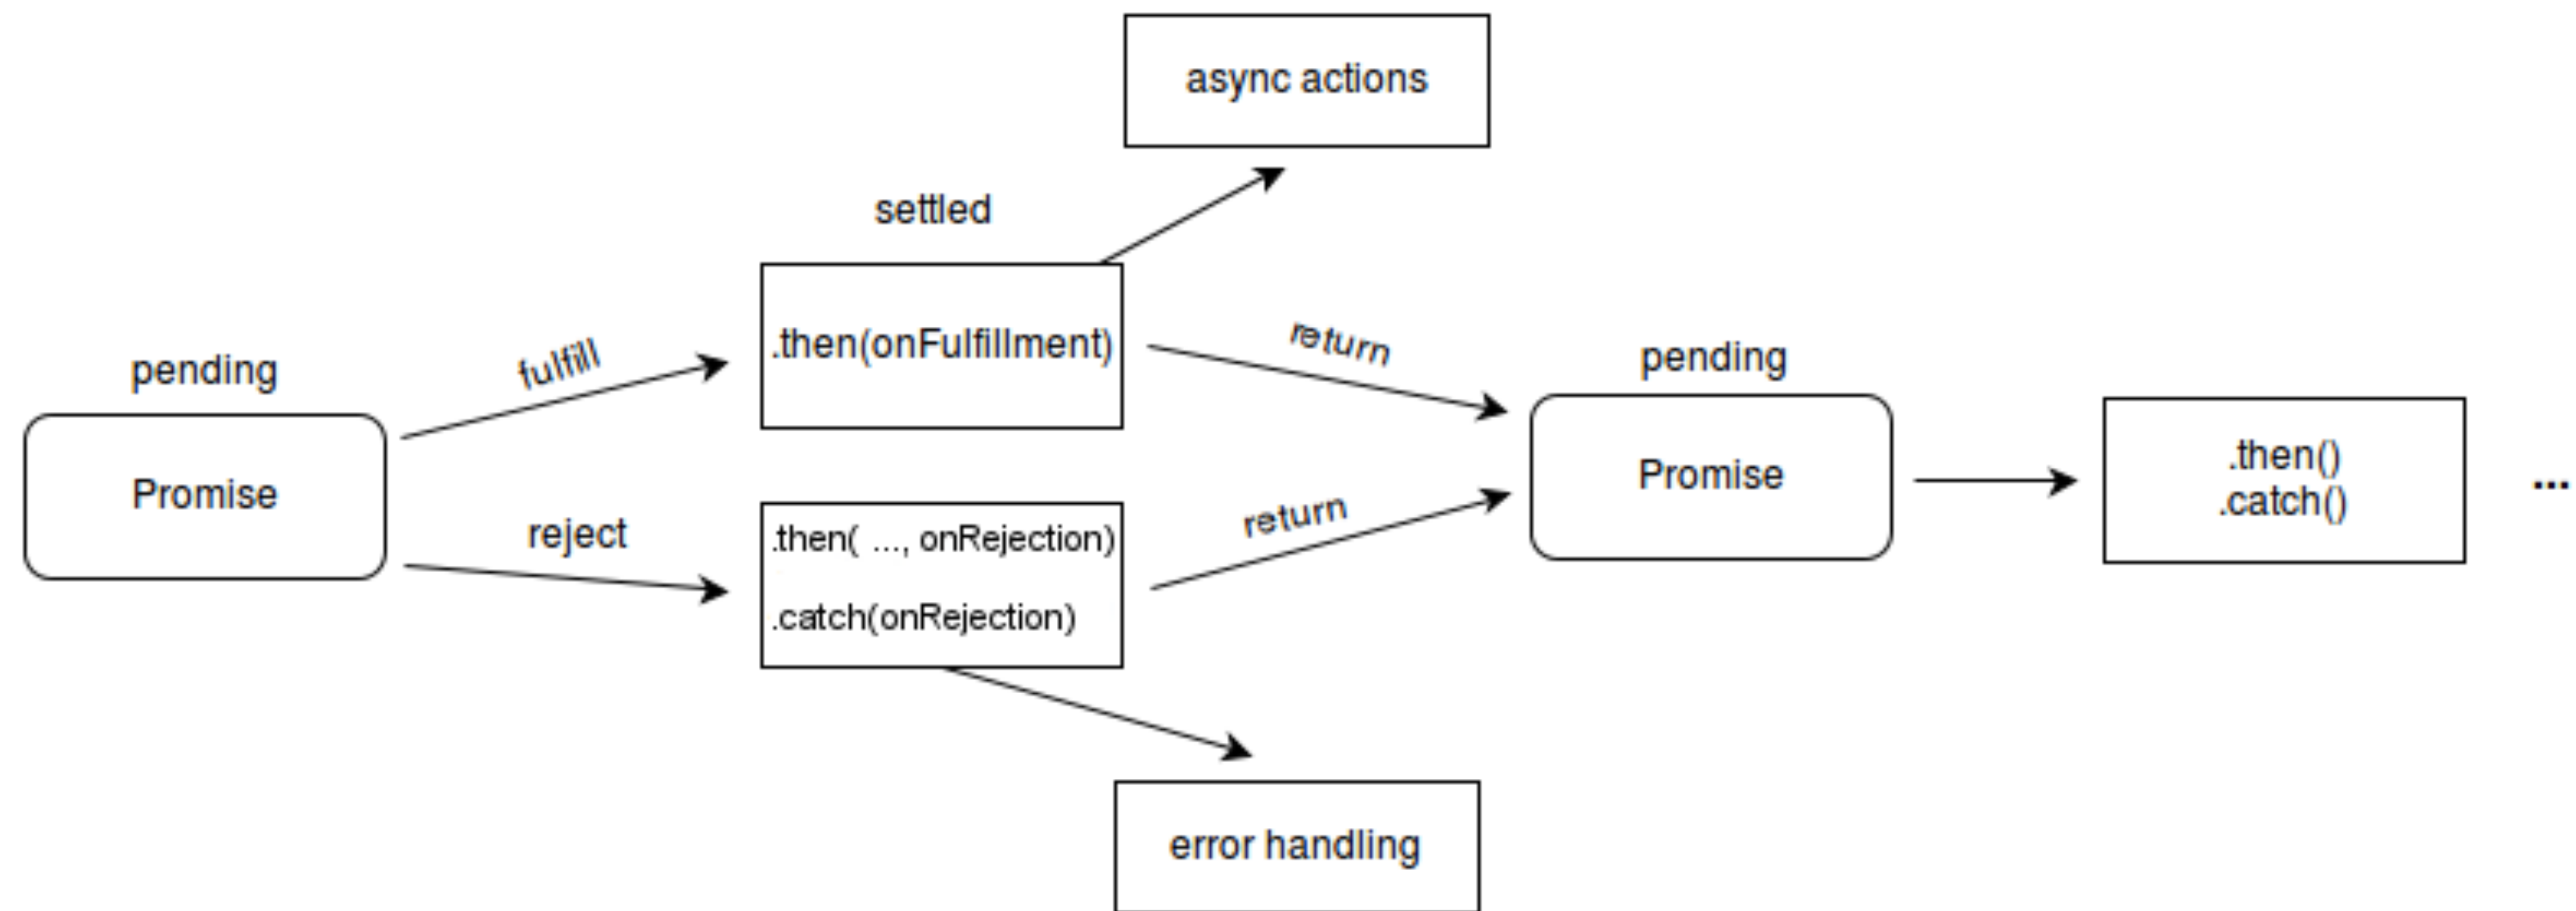 async actions
settled
.then(onFulfillment)
return
fulfill
pending
pending
Promise
Promise
.then()
.catch()
...
reject
.then( ..., onRejection)
.catch(onRejection)
return
error handling